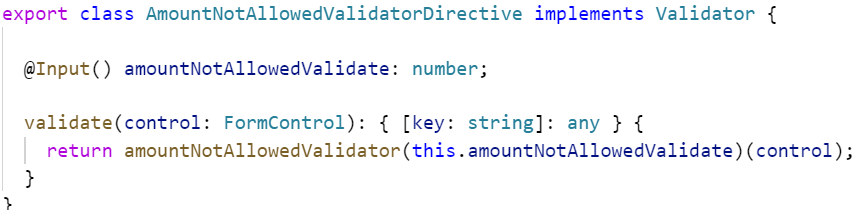 export class AmountNotAllowedValidatorDirective implements Validator {
@Input() amountNotAllowedValidate: number;
validate(control: FormControl): { [key: string]: any } {
return amountNotAllowedValidator(this.amountNotAllowedValidate)(control);
}
}